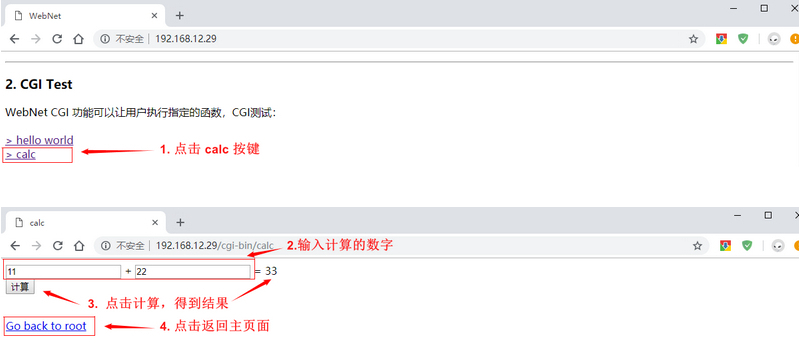 WebNet
不安全 | 192.168.12.29
2. CGI Test
WebNet CGI 功能可以让用户执行指定的函数，CGI测试：
> hello world
> calc
1. 点击 calc 按键
calc
不安全 | 192.168.12.29/cgi-bin/calc
2.输入计算的数字
11 + 22 = 33
计算
3. 点击计算，得到结果
Go back to root
4. 点击返回主页面